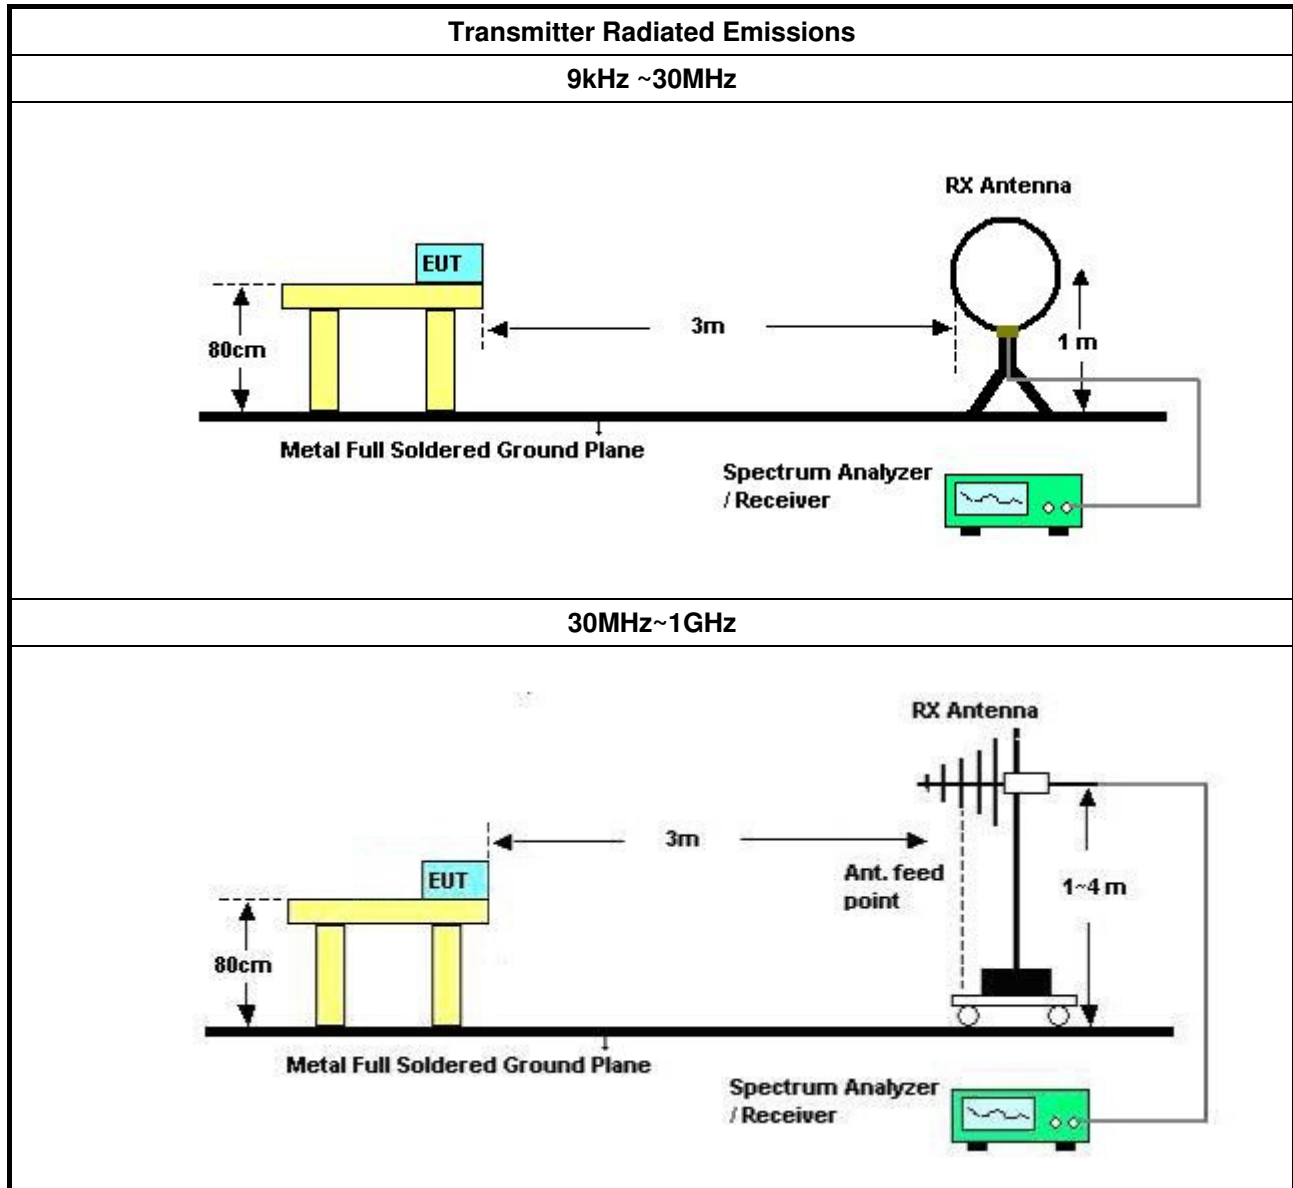 Transmitter Radiated Emissions
9kHz ~30MHz
RX Antenna
EUT
3m
80cm
1 m
Metal Full Soldered Ground Plane
Spectrum Analyzer
/ Receiver
30MHz~1GHz
RX Antenna
3m
Ant. feed
point
EUT
1~4 m
80cm
Metal Full Soldered Ground Plane
Spectrum Analyzer
/ Receiver